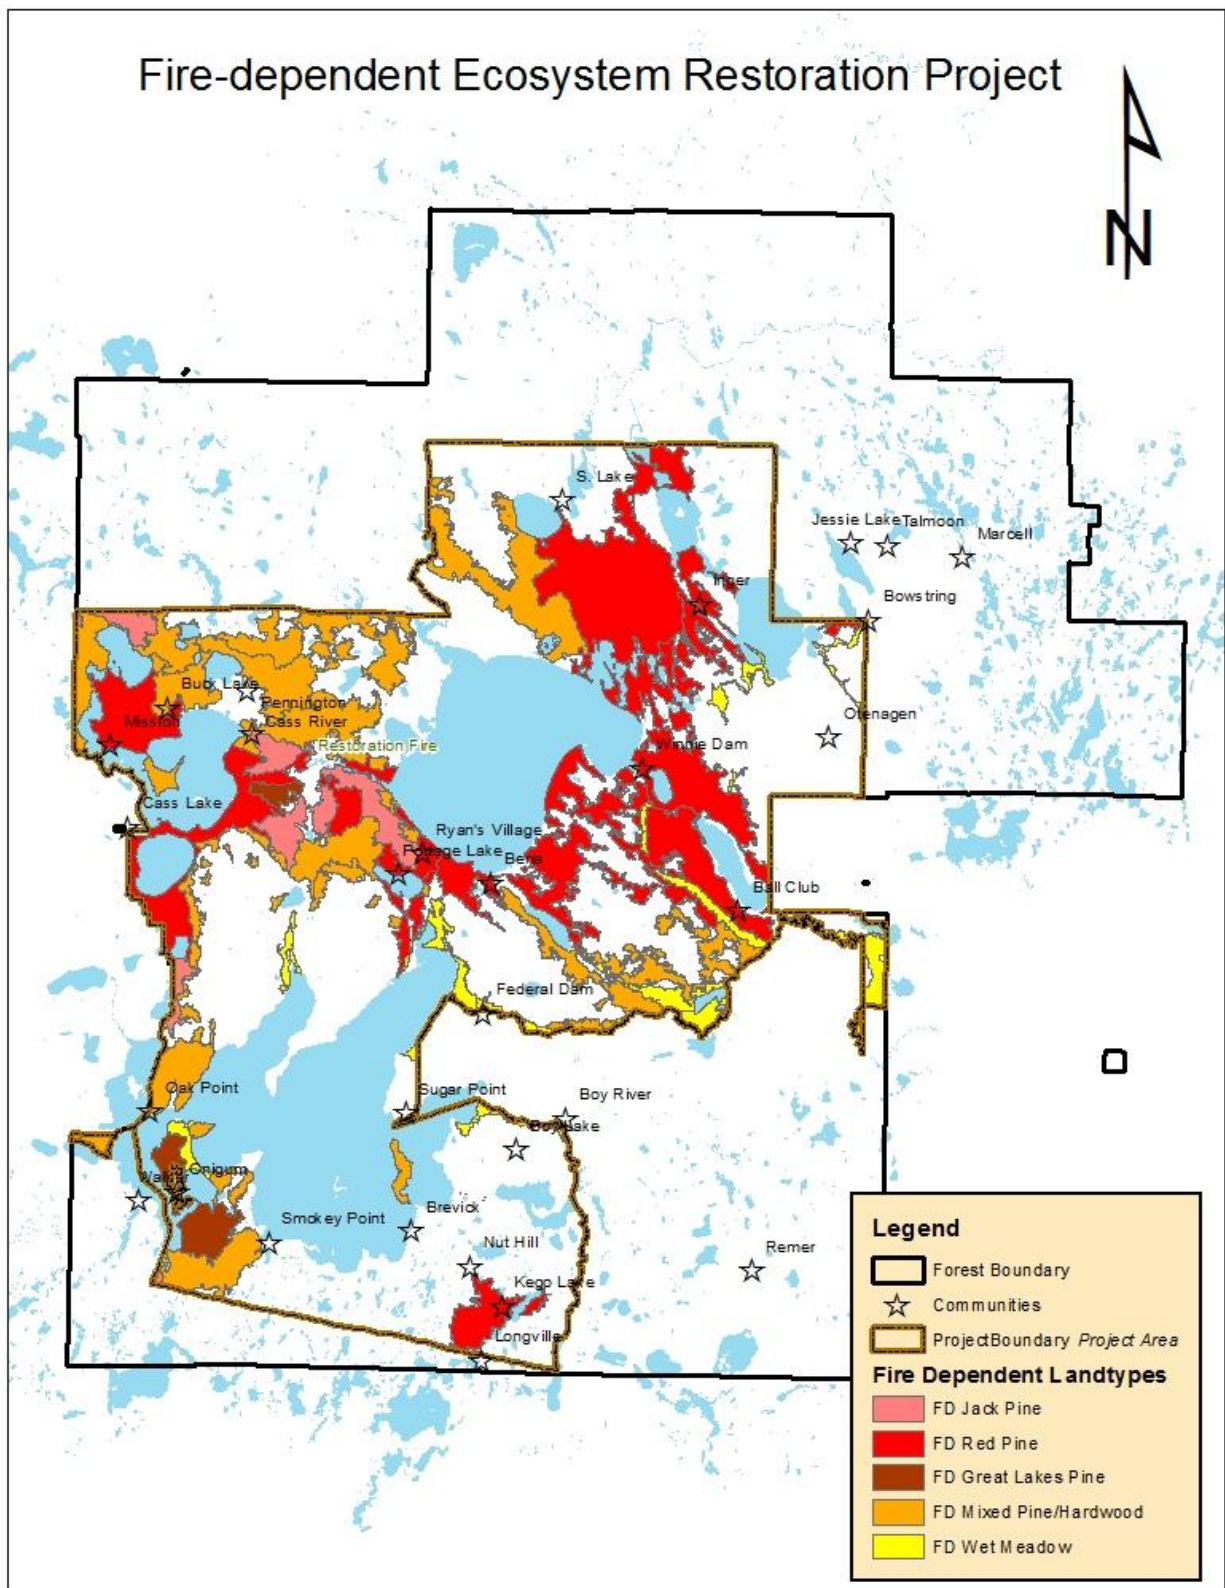 Fire-dependent Ecosystem Restoration Project
N
S. Lake
Jessie Lake
Talmoon
Marcell
Inger
Bowstring
Buck Lake
Pennington
Mission
Cass River
Otenagen
Restoration Fire
Winnie Dam
Cass Lake
Ryan's Village
Portage Lake
Bena
Ball Club
Federal Dam
Oak Point
Sugar Point
Boy River
Boy Lake
Onigum
Walker
Smokey Point
Brevick
Nut Hill
Remer
Kego Lake
Longville
Legend
Forest Boundary
Communities
ProjectBoundary Project Area
Fire Dependent Landtypes
FD Jack Pine
FD Red Pine
FD Great Lakes Pine
FD Mixed Pine/Hardwood
FD Wet Meadow